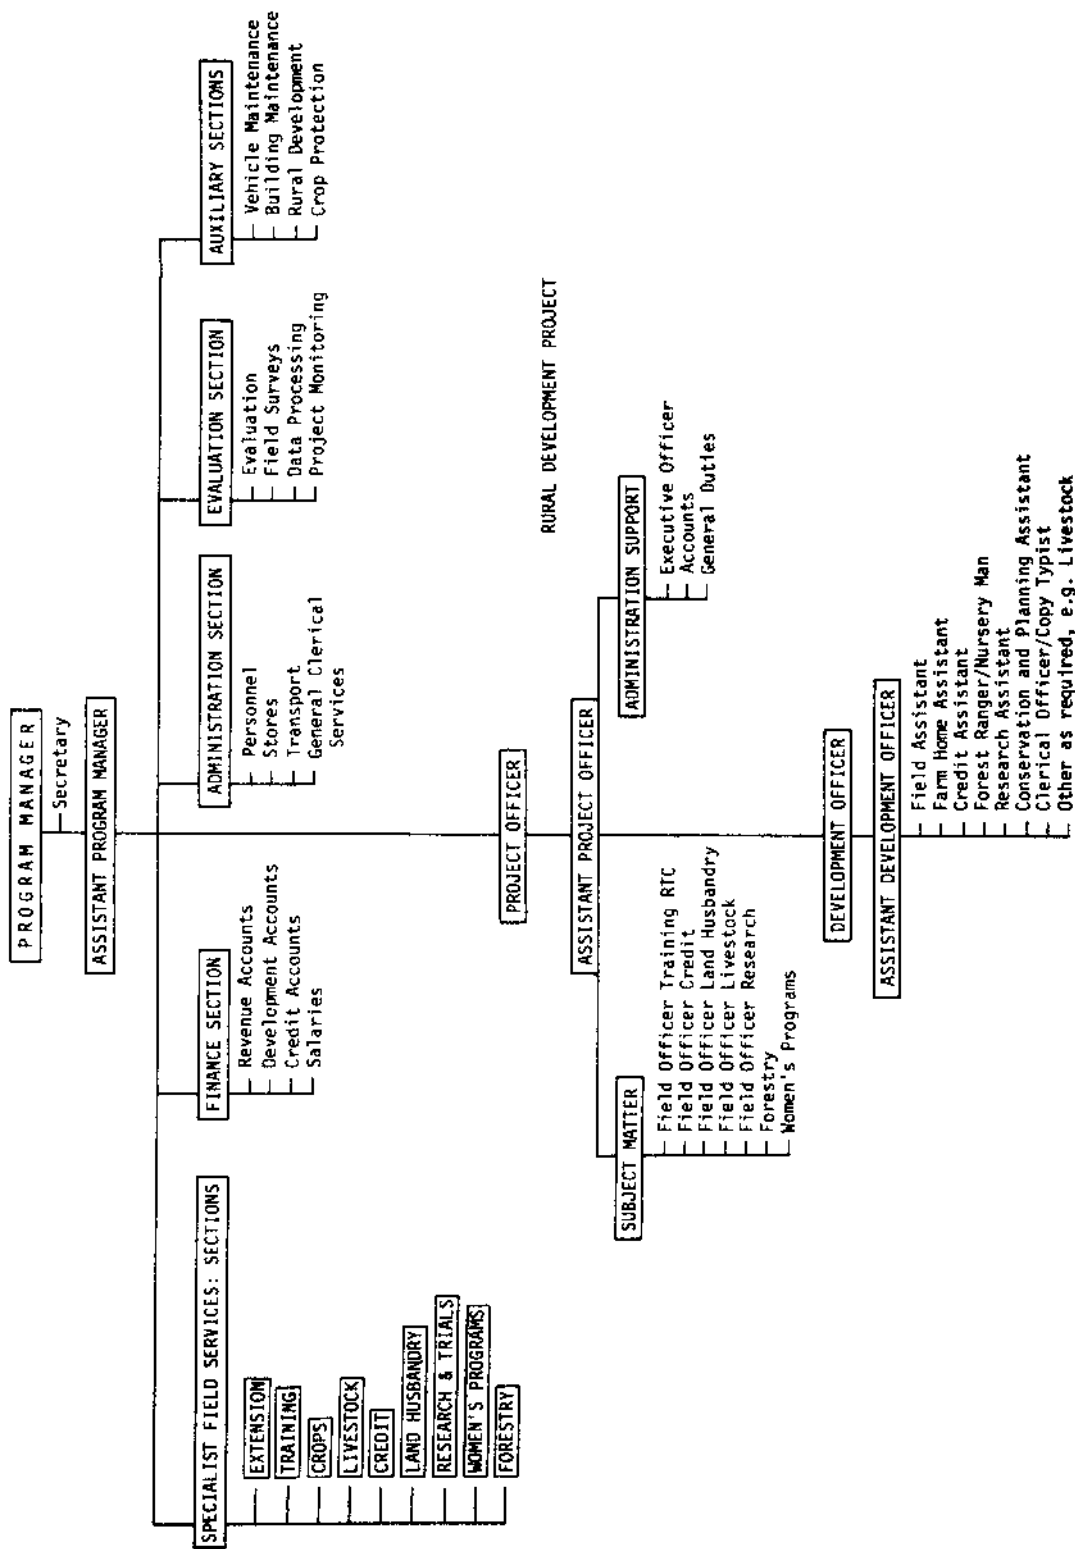 PROGRAM MANAGER
Secretary
ASSISTANT PROGRAM MANAGER
SPECIALIST FIELD SERVICES: SECTIONS
EXTENSION
TRAINING
CROPS
LIVESTOCK
CREDIT
LAND HUSBANDRY
RESEARCH & TRIALS
WOMEN'S PROGRAMS
FORESTRY
FINANCE SECTION
Revenue Accounts
Development Accounts
Credit Accounts
Salaries
ADMINISTRATION SECTION
Personnel
Stores
Transport
General Clerical
Services
EVALUATION SECTION
Evaluation
Field Surveys
Data Processing
Project Monitoring
AUXILIARY SECTIONS
Vehicle Maintenance
Building Maintenance
Rural Development
Crop Protection
PROJECT OFFICER
RURAL DEVELOPMENT PROJECT
ASSISTANT PROJECT OFFICER
SUBJECT MATTER
Field Officer Training RTC
Field Officer Credit
Field Officer Land Husbandry
Field Officer Livestock
Field Officer Research
Forestry
Women's Programs
ADMINISTRATION SUPPORT
Executive Officer
Accounts
General Duties
DEVELOPMENT OFFICER
ASSISTANT DEVELOPMENT OFFICER
Field Assistant
Farm Home Assistant
Credit Assistant
Forest Ranger/Nursery Man
Research Assistant
Conservation and Planning Assistant
Clerical Officer/Copy Typist
Other as required, e.g. Livestock